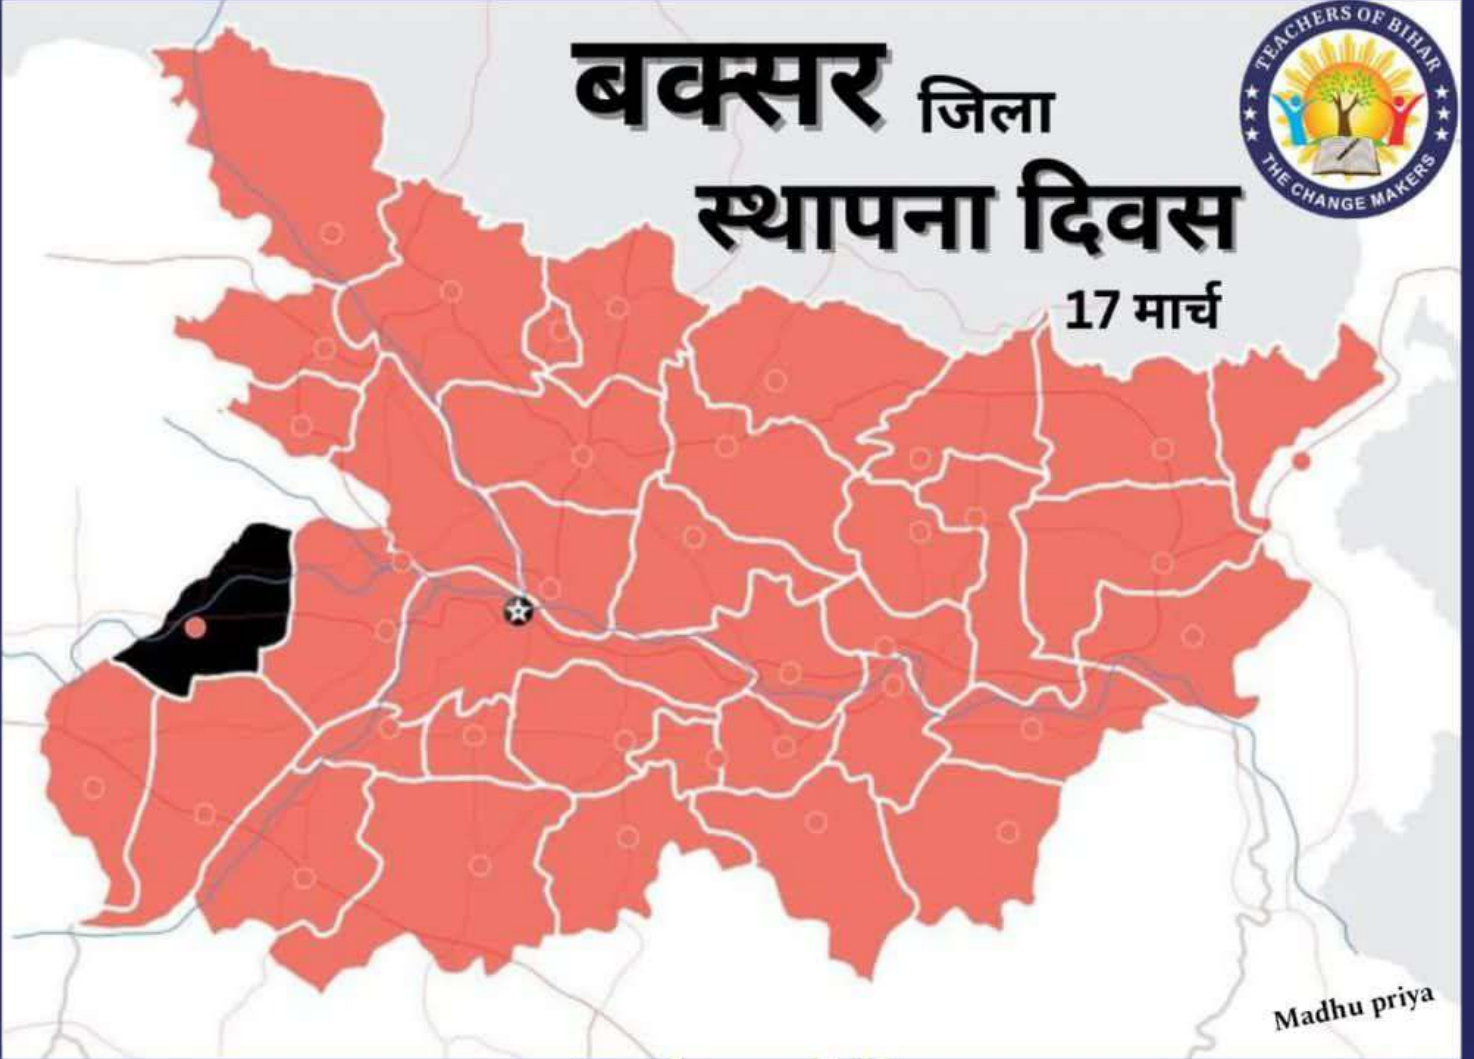 बक्सर जिला
स्थापना दिवस
17 मार्च
TEACHERS OF BIHAR
THE CHANGE MAKERS
Madhu priya